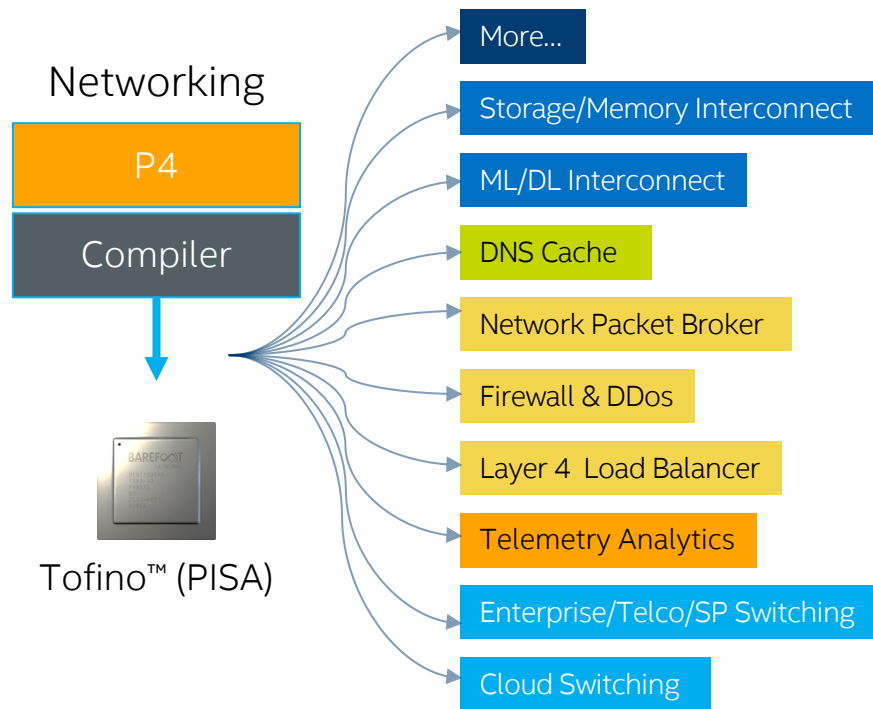 Networking
P4
Compiler
BAREFOOT
NETWORKS
Tofino™ (PISA)
More...
Storage/Memory Interconnect
ML/DL Interconnect
DNS Cache
Network Packet Broker
Firewall & DDos
Layer 4 Load Balancer
Telemetry Analytics
Enterprise/Telco/SP Switching
Cloud Switching